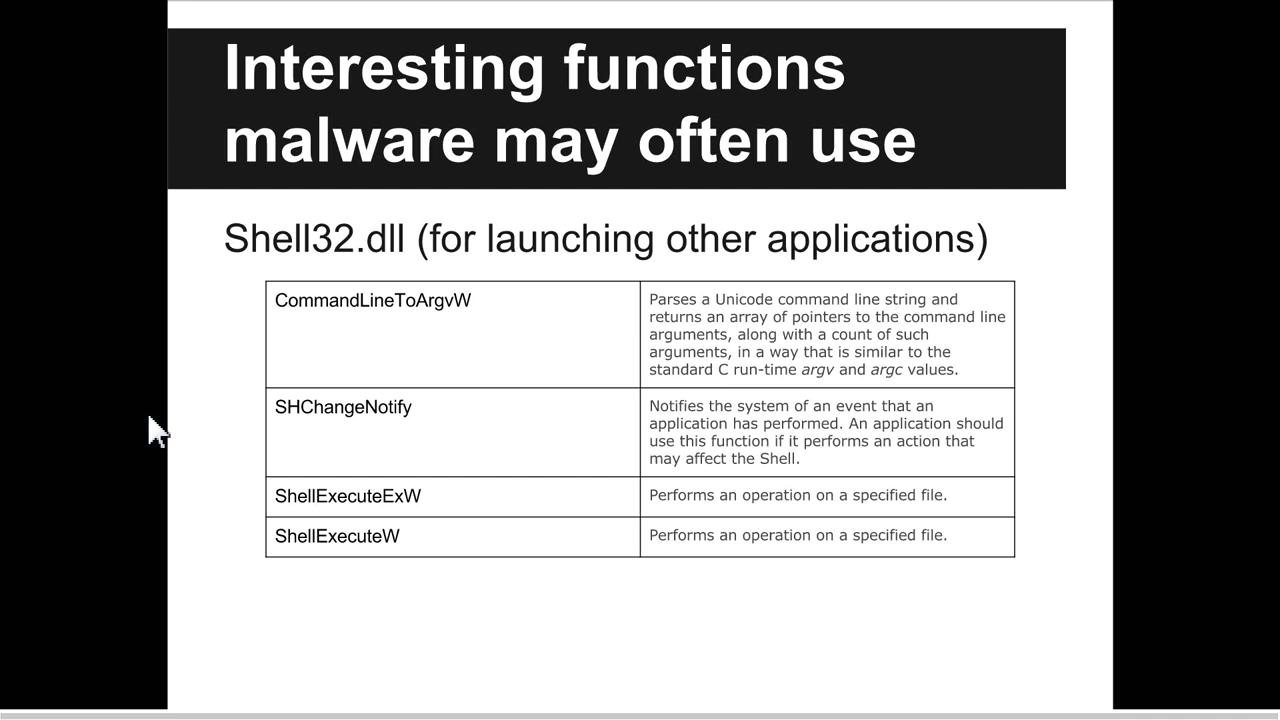 Interesting functions
malware may often use
Shell32.dll (for launching other applications)
CommandLineToArgvW
Parses a Unicode command line string and
returns an array of pointers to the command line
arguments, along with a count of such
arguments, in a way that is similar to the
standard C run-time argv and argc values.
SHChangeNotify
Notifies the system of an event that an
application has performed. An application should
use this function if it performs an action that
may affect the Shell.
ShellExecuteExW
Performs an operation on a specified file.
ShellExecuteW
Performs an operation on a specified file.